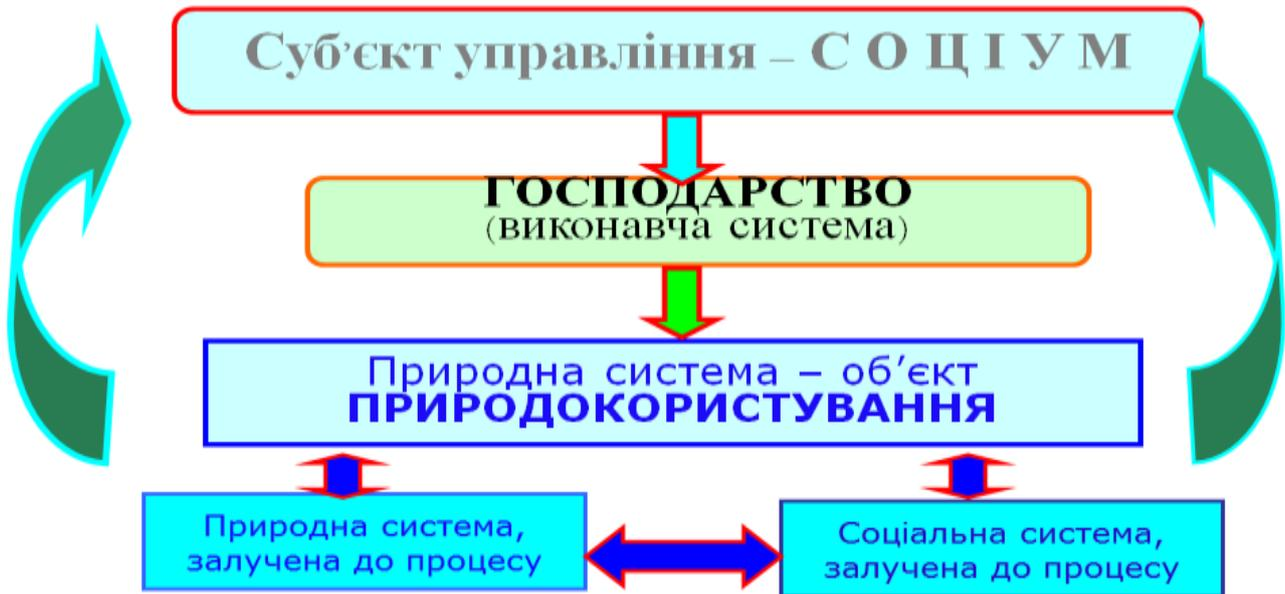 Суб’єкт управління – С О Ц І У М
ГОСПОДАРСТВО
(виконавча система)
Природна система – об’єкт
ПРИРОДОКОРИСТУВАННЯ
Природна система,
залучена до процесу
Соціальна система,
залучена до процесу